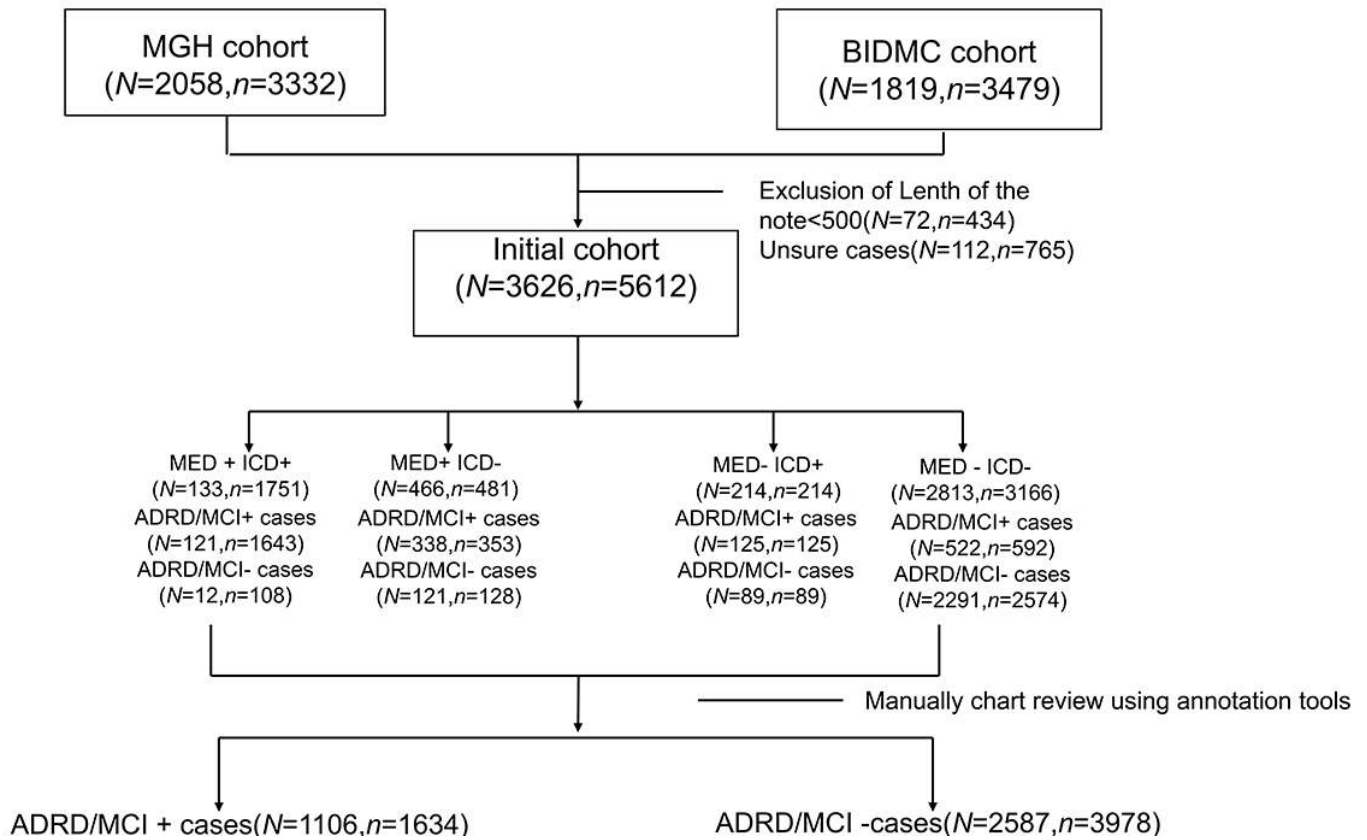 MGH cohort
(N=2058,n=3332)
BIDMC cohort
(N=1819,n=3479)
Exclusion of Lenth of the
note<500(N=72,n=434)
Unsure cases(N=112,n=765)
Initial cohort
(N=3626,n=5612)
MED + ICD+
(N=133,n=1751)
ADRD/MCI+ cases
(N=121,n=1643)
ADRD/MCI- cases
(N=12,n=108)
MED+ ICD-
(N=466,n=481)
ADRD/MCI+ cases
(N=338,n=353)
ADRD/MCI- cases
(N=121,n=128)
MED- ICD+
(N=214,n=214)
ADRD/MCI+ cases
(N=125,n=125)
ADRD/MCI- cases
(N=89,n=89)
MED - ICD-
(N=2813,n=3166)
ADRD/MCI+ cases
(N=522,n=592)
ADRD/MCI- cases
(N=2291,n=2574)
Manually chart review using annotation tools
ADRD/MCI + cases(N=1106,n=1634)
ADRD/MCI -cases(N=2587,n=3978)